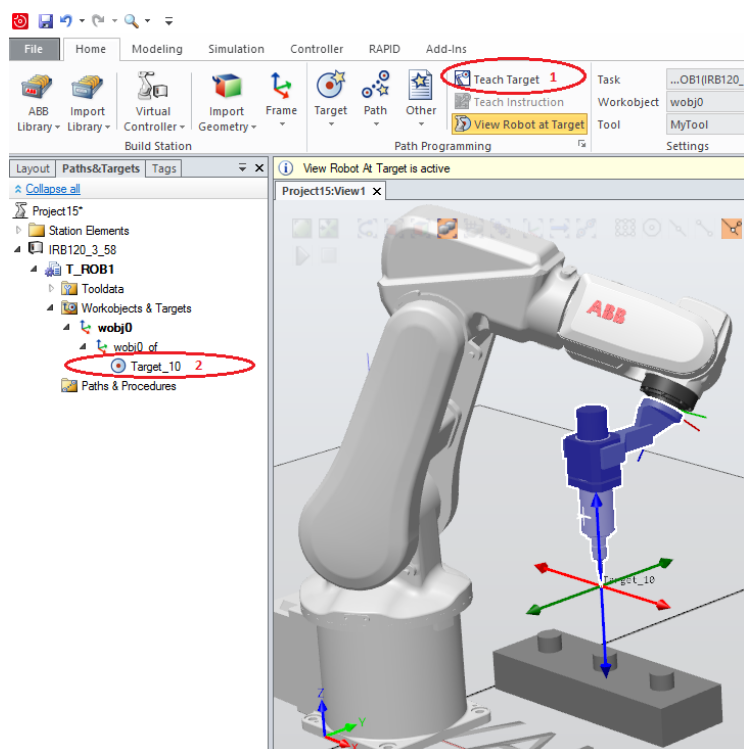 File Home Modeling Simulation Controller RAPID Add-Ins
ABB Library
Import Library
Virtual Controller
Import Geometry
Frame
Build Station
Target
Path
Other
Teach Target 1
Teach Instruction
View Robot at Target
Path Programming
Task ...OB1(IRB120_
Workobject wobj0
Tool MyTool
Settings
Layout Paths&Targets Tags
Collapse all
Project15*
Station Elements
IRB120_3_58
T_ROB1
Tooldata
Workobjects & Targets
wobj0
wobj0_of
Target_10 2
Paths & Procedures
View Robot At Target is active
Project15:View1
ABB
Target_10
Z
Y
X